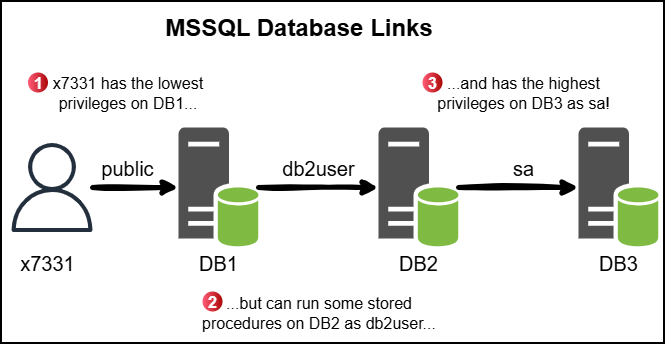 MSSQL Database Links
1 x7331 has the lowest
privileges on DB1...
3 ...and has the highest
privileges on DB3 as sa!
public
db2user
sa
x7331
DB1
DB2
DB3
2 ...but can run some stored
procedures on DB2 as db2user...